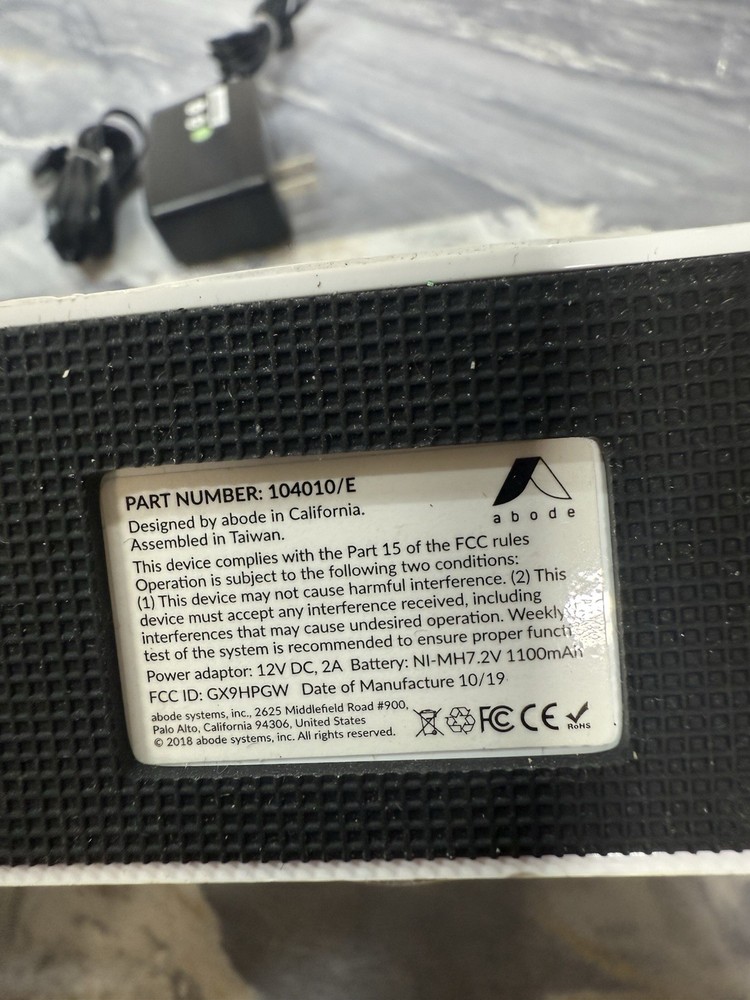 PART NUMBER: 104010/E
abode
Designed by abode in California.
Assembled in Taiwan.
This device complies with the Part 15 of the FCC rules
Operation is subject to the following two conditions:
(1) This device may not cause harmful interference. (2) This
device must accept any interference received, including
interferences that may cause undesired operation. Weekly
test of the system is recommended to ensure proper funct
Power adaptor: 12V DC, 2A Battery: NI-MH7.2V 1100mAh
FCC ID: GX9HPGW Date of Manufacture 10/19
abode systems, inc., 2625 Middlefield Road #900,
Palo Alto, California 94306, United States
© 2018 abode systems, inc. All rights reserved.
FC CE RoHS